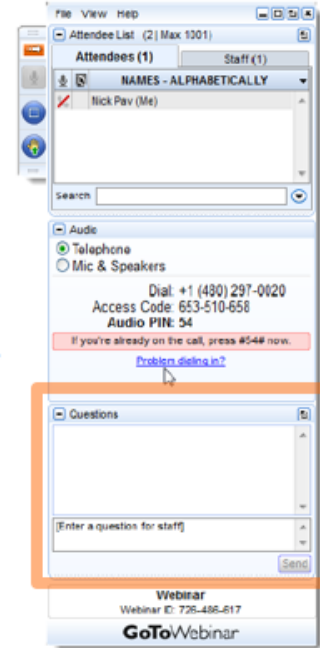 File View Help
Attendee List (2 | Max 1001)
Attendees (1) Staff (1)
NAMES - ALPHABETICALLY
Nick Pav (Me)
Search
Audio
Telephone
Mic & Speakers
Dial: +1 (480) 297-0020
Access Code: 653-510-658
Audio PIN: 54
If you're already on the call, press #54# now.
Problem dialing in?
Questions
[Enter a question for staff]
Send
Webinar
Webinar ID: 726-486-617
GoToWebinar